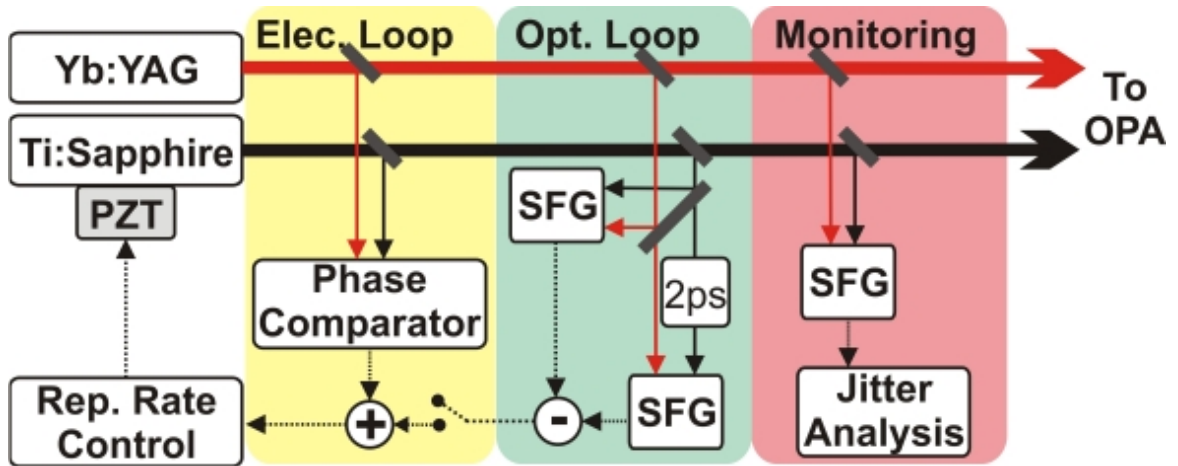 Elec. Loop
Opt. Loop
Monitoring
Yb:YAG
To
OPA
Ti:Sapphire
PZT
SFG
Phase
Comparator
2ps
SFG
Rep. Rate
Control
+
-
SFG
Jitter
Analysis